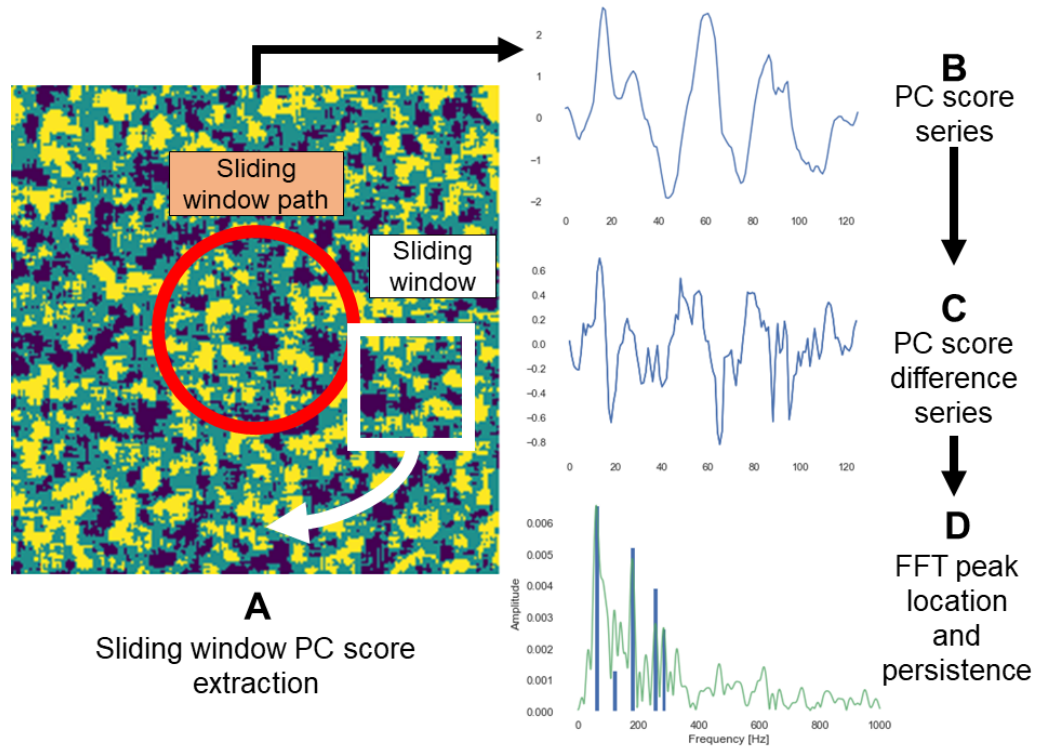 Sliding
window path
Sliding
window
A
Sliding window PC score
extraction
2
1
0
−1
−2
0 20 40 60 80 100 120
B
PC score
series
0.6
0.4
0.2
0.0
−0.2
−0.4
−0.6
−0.8
0 20 40 60 80 100 120
C
PC score
difference
series
Amplitude
0.006
0.005
0.004
0.003
0.002
0.001
0.000
0 200 400 600 800 1000
Frequency [Hz]
D
FFT peak
location
and
persistence